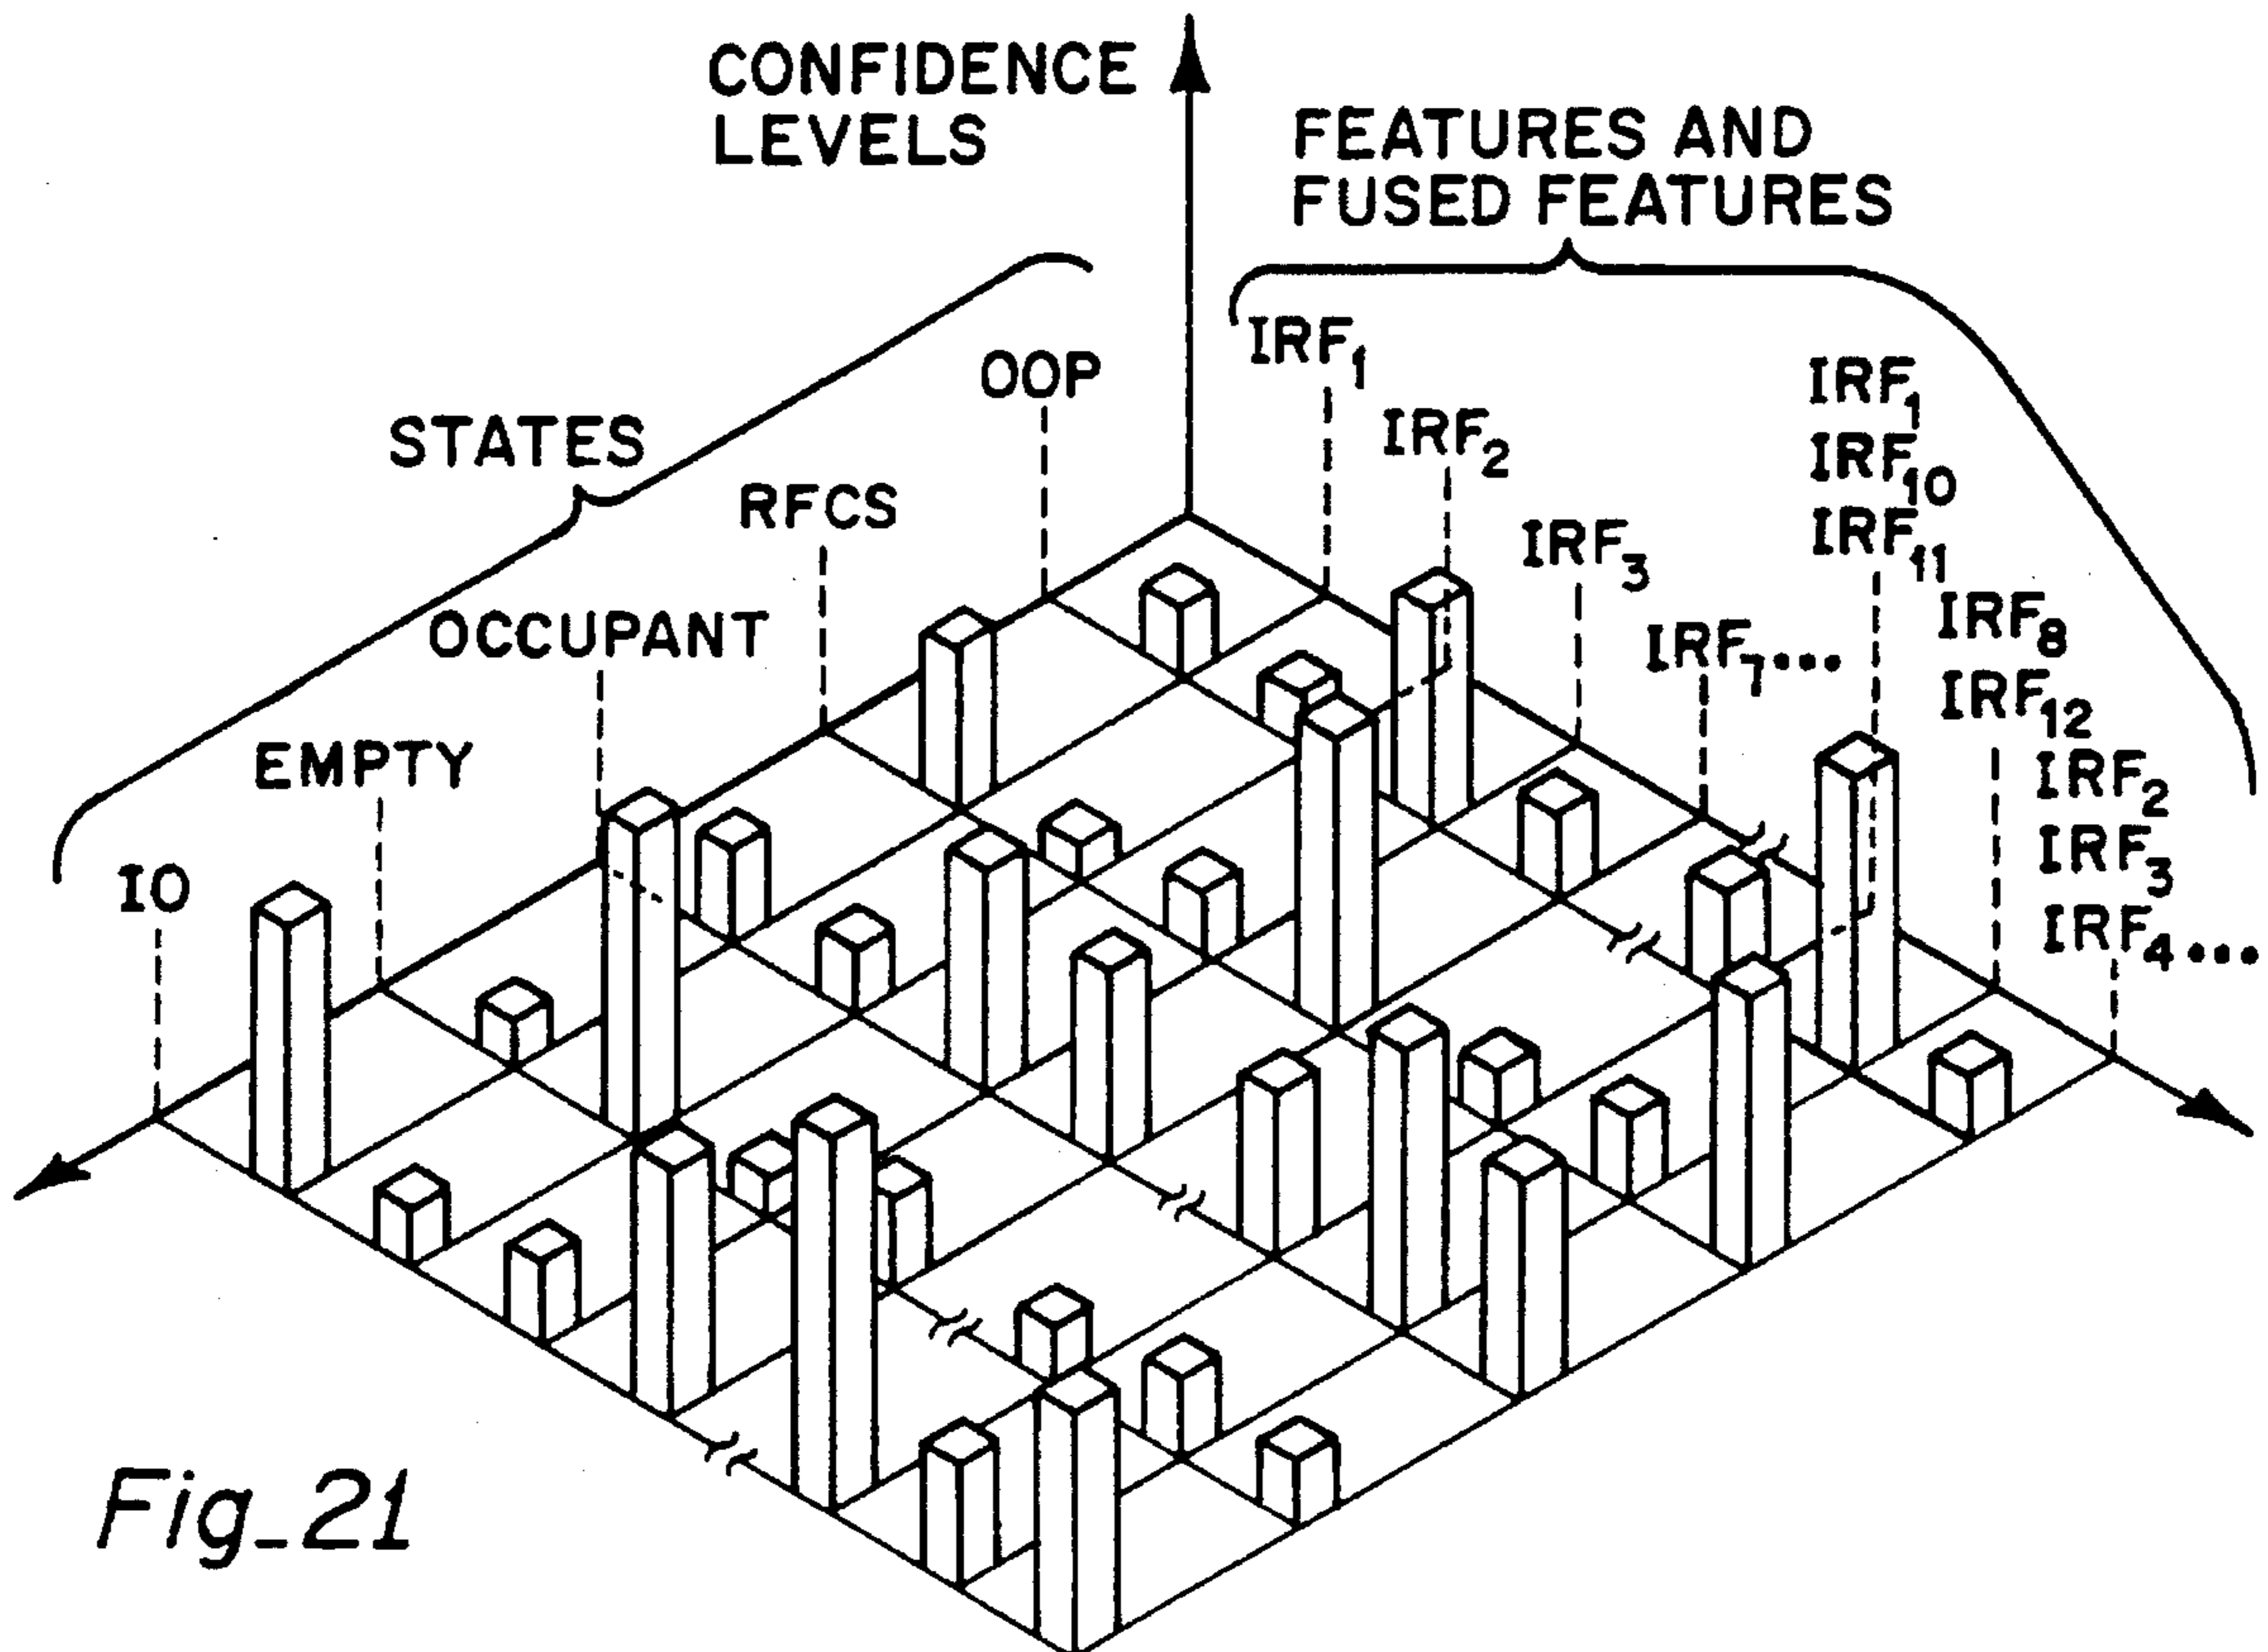 CONFIDENCE
LEVELS
FEATURES AND
FUSED FEATURES
STATES
OOP
RFCS
OCCUPANT
EMPTY
IO
IRF1
IRF2
IRF3
IRF7...
IRF1
IRF10
IRF11
IRF8
IRF12
IRF2
IRF3
IRF4...
Fig_21